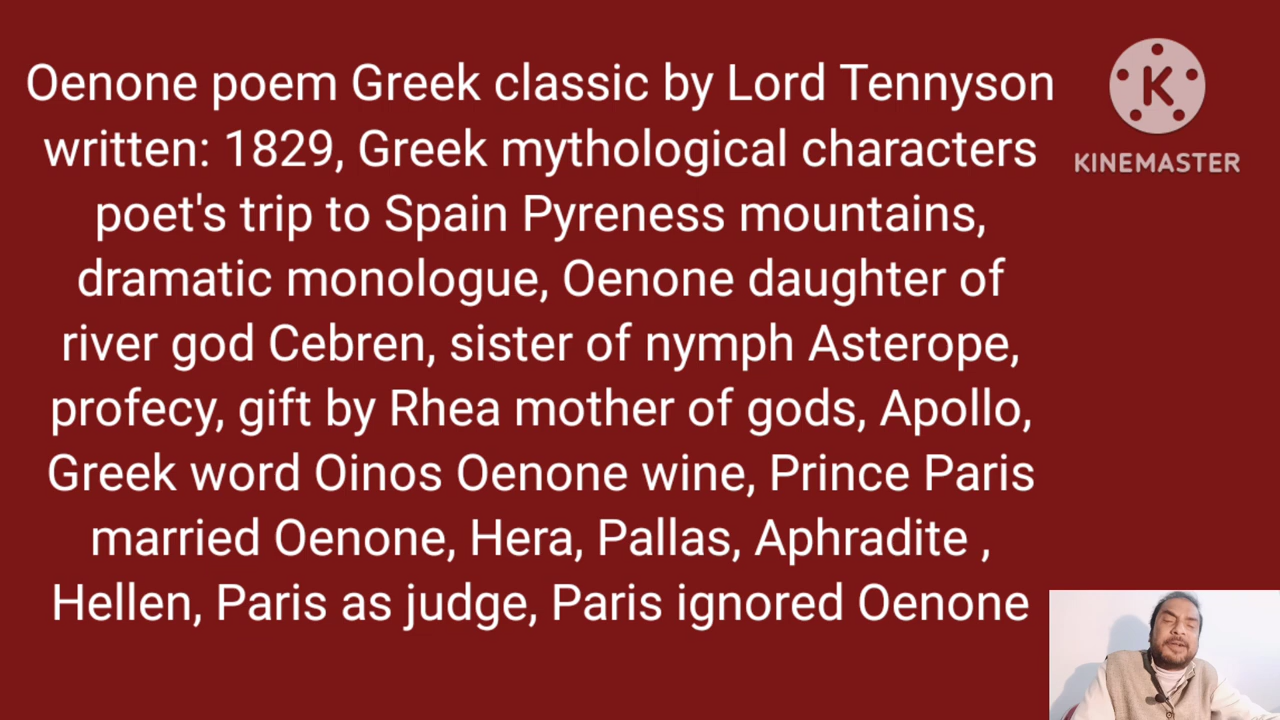 Oenone poem Greek classic by Lord Tennyson
written: 1829, Greek mythological characters
poet's trip to Spain Pyreness mountains,
dramatic monologue, Oenone daughter of
river god Cebren, sister of nymph Asterope,
profecy, gift by Rhea mother of gods, Apollo,
Greek word Oinos Oenone wine, Prince Paris
married Oenone, Hera, Pallas, Aphradite ,
Hellen, Paris as judge, Paris ignored Oenone
K
KINEMASTER